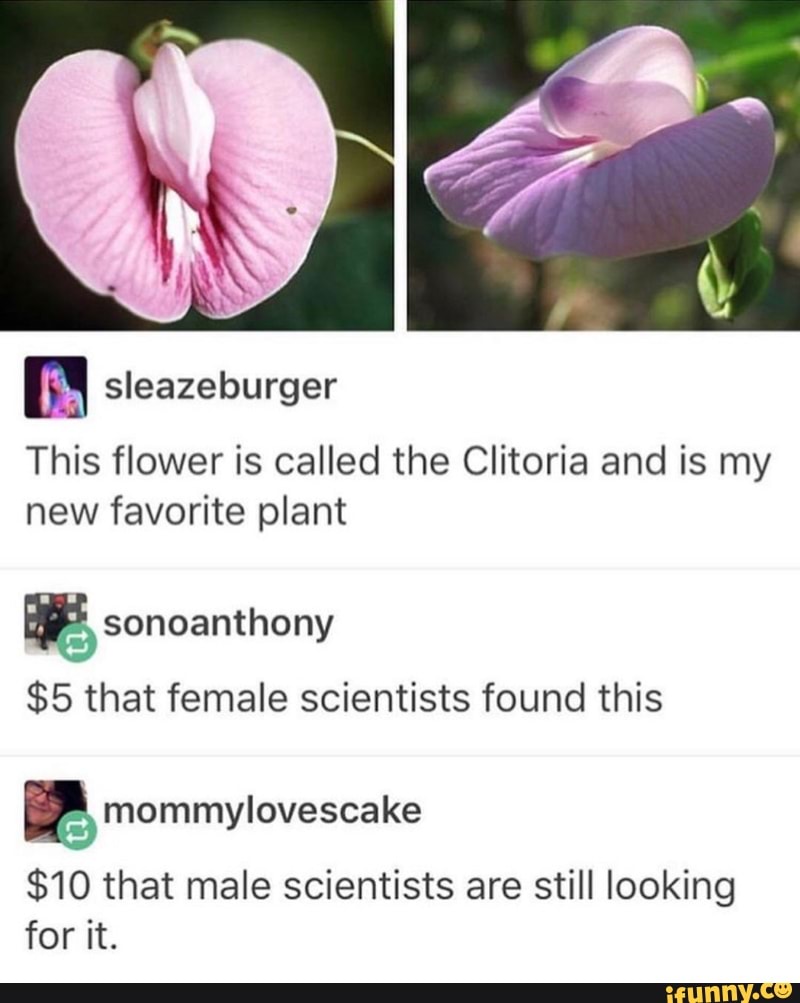 sleazeburger
This flower is called the Clitoria and is my
new favorite plant
sonoanthony
$5 that female scientists found this
mommylovescake
$10 that male scientists are still looking
for it.
ifunny.co